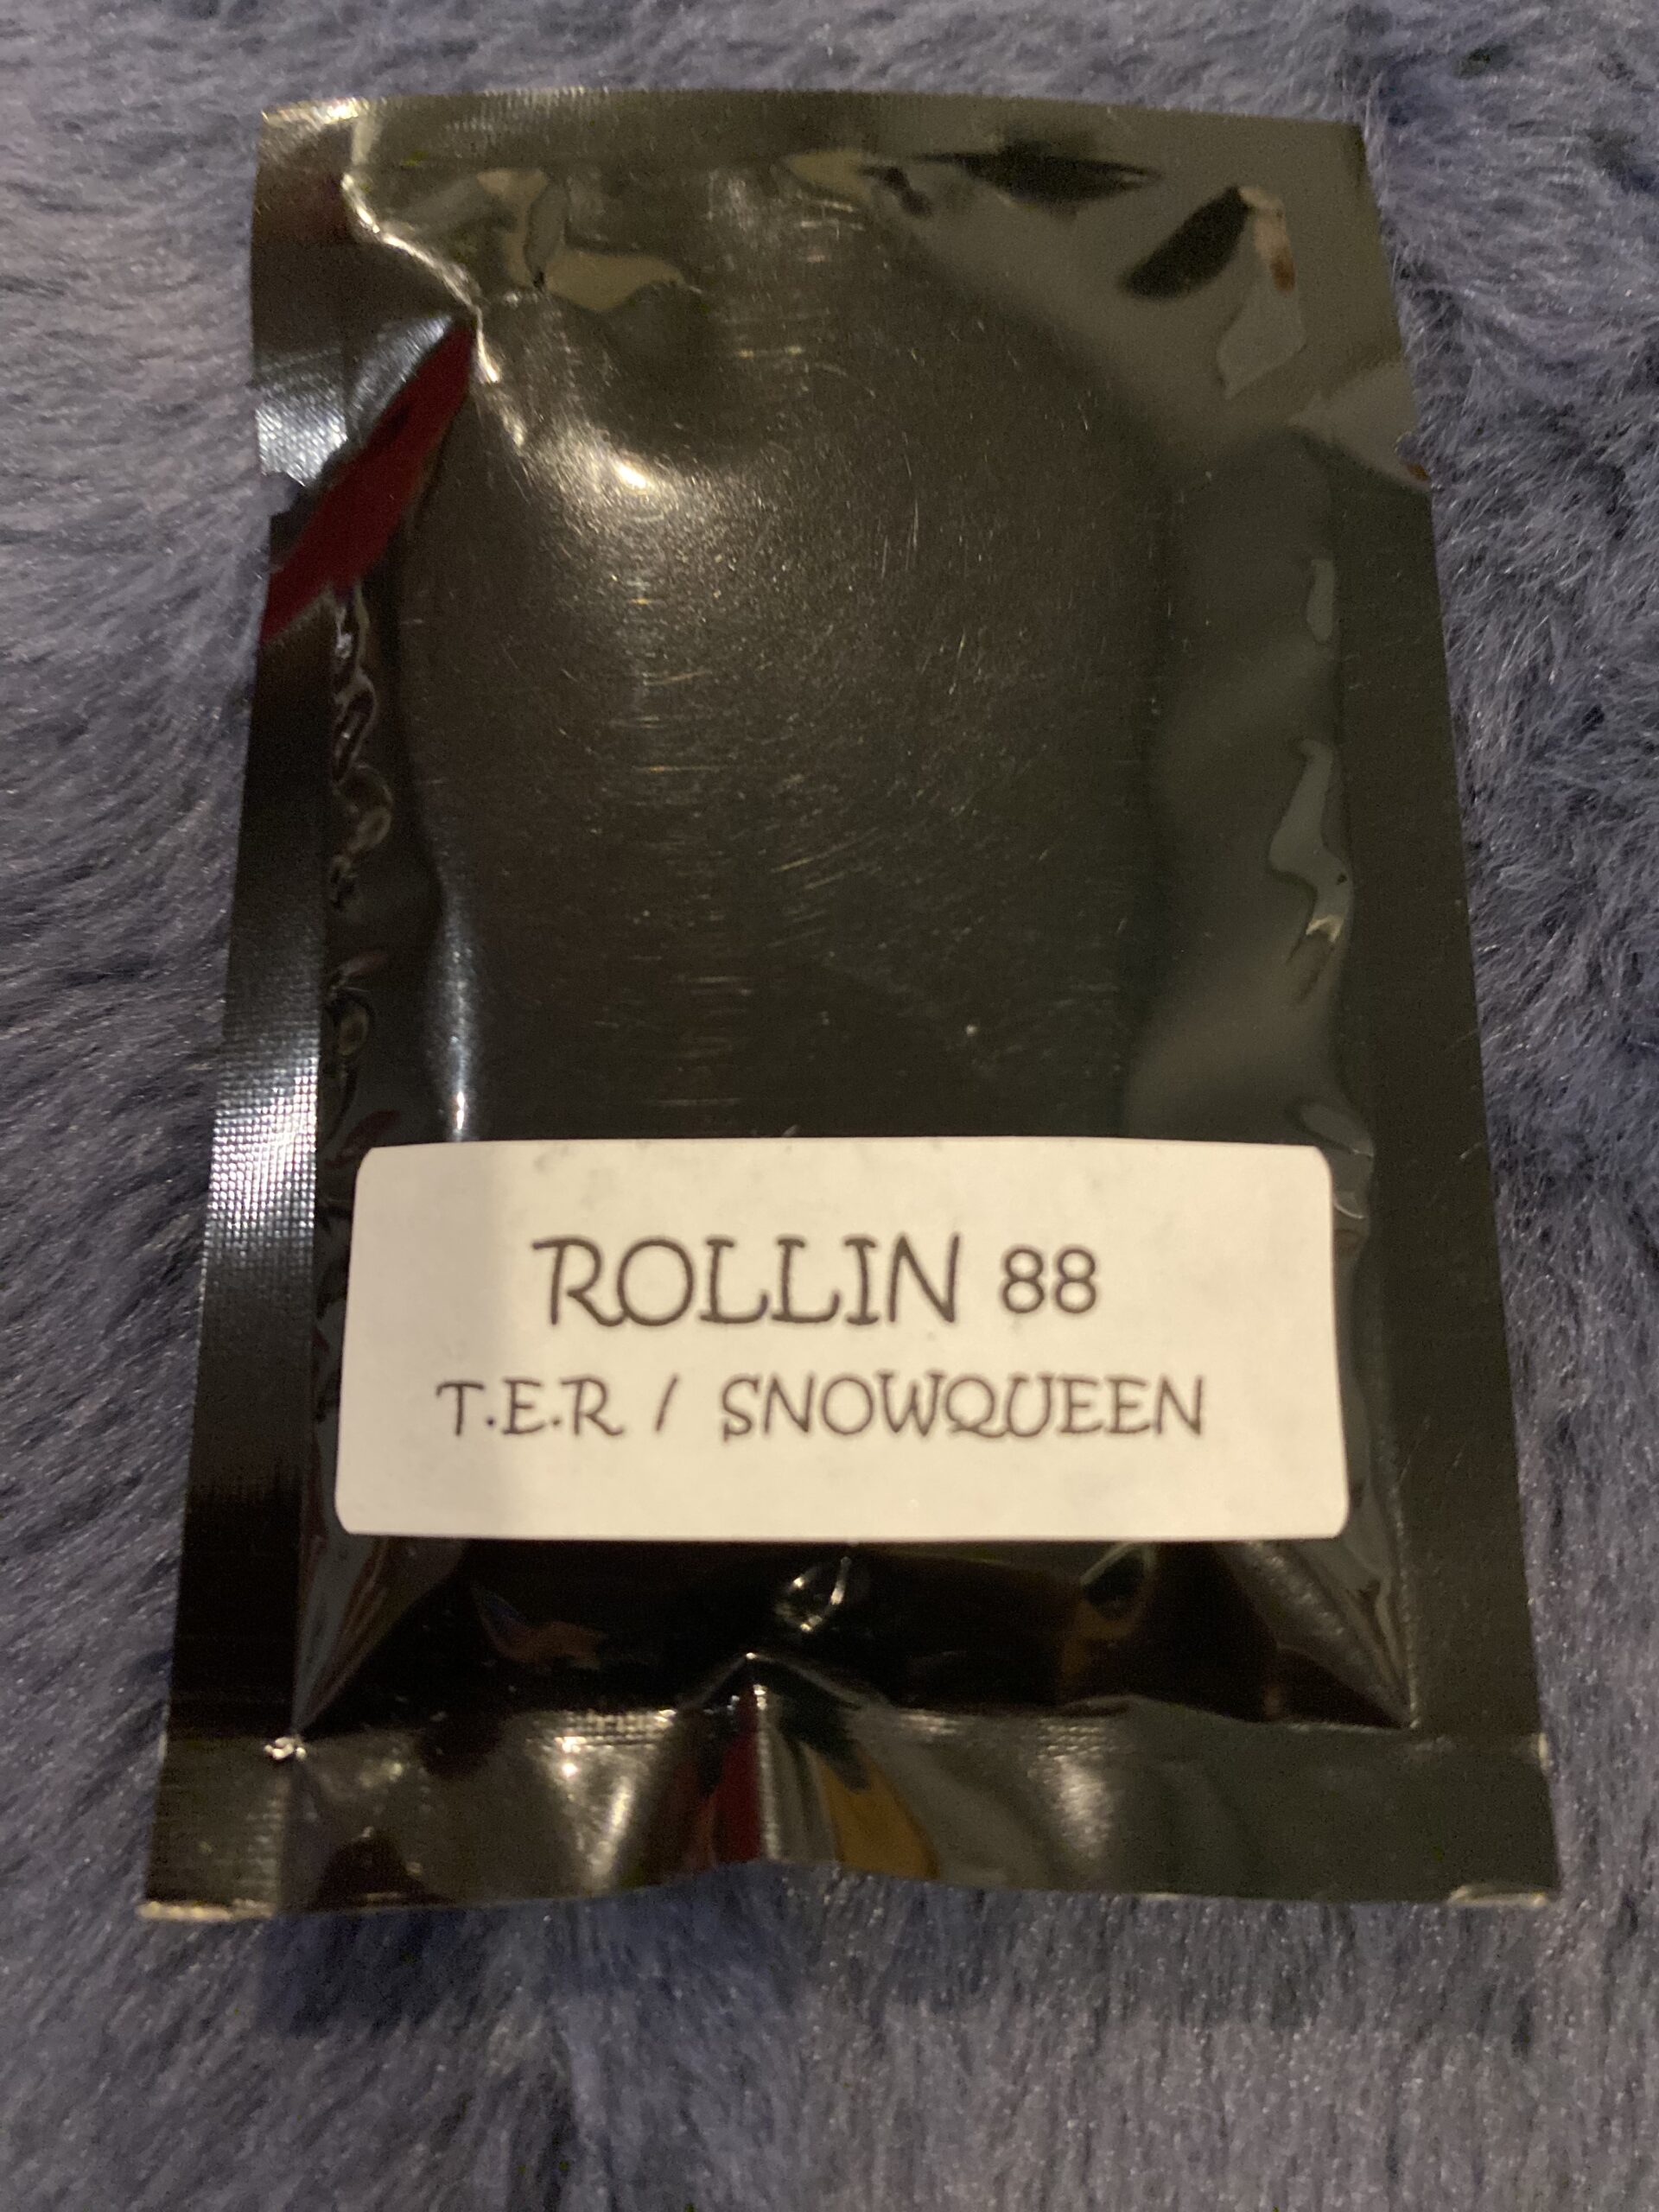 ROLLIN 88
T.E.R / SNOWQUEEN